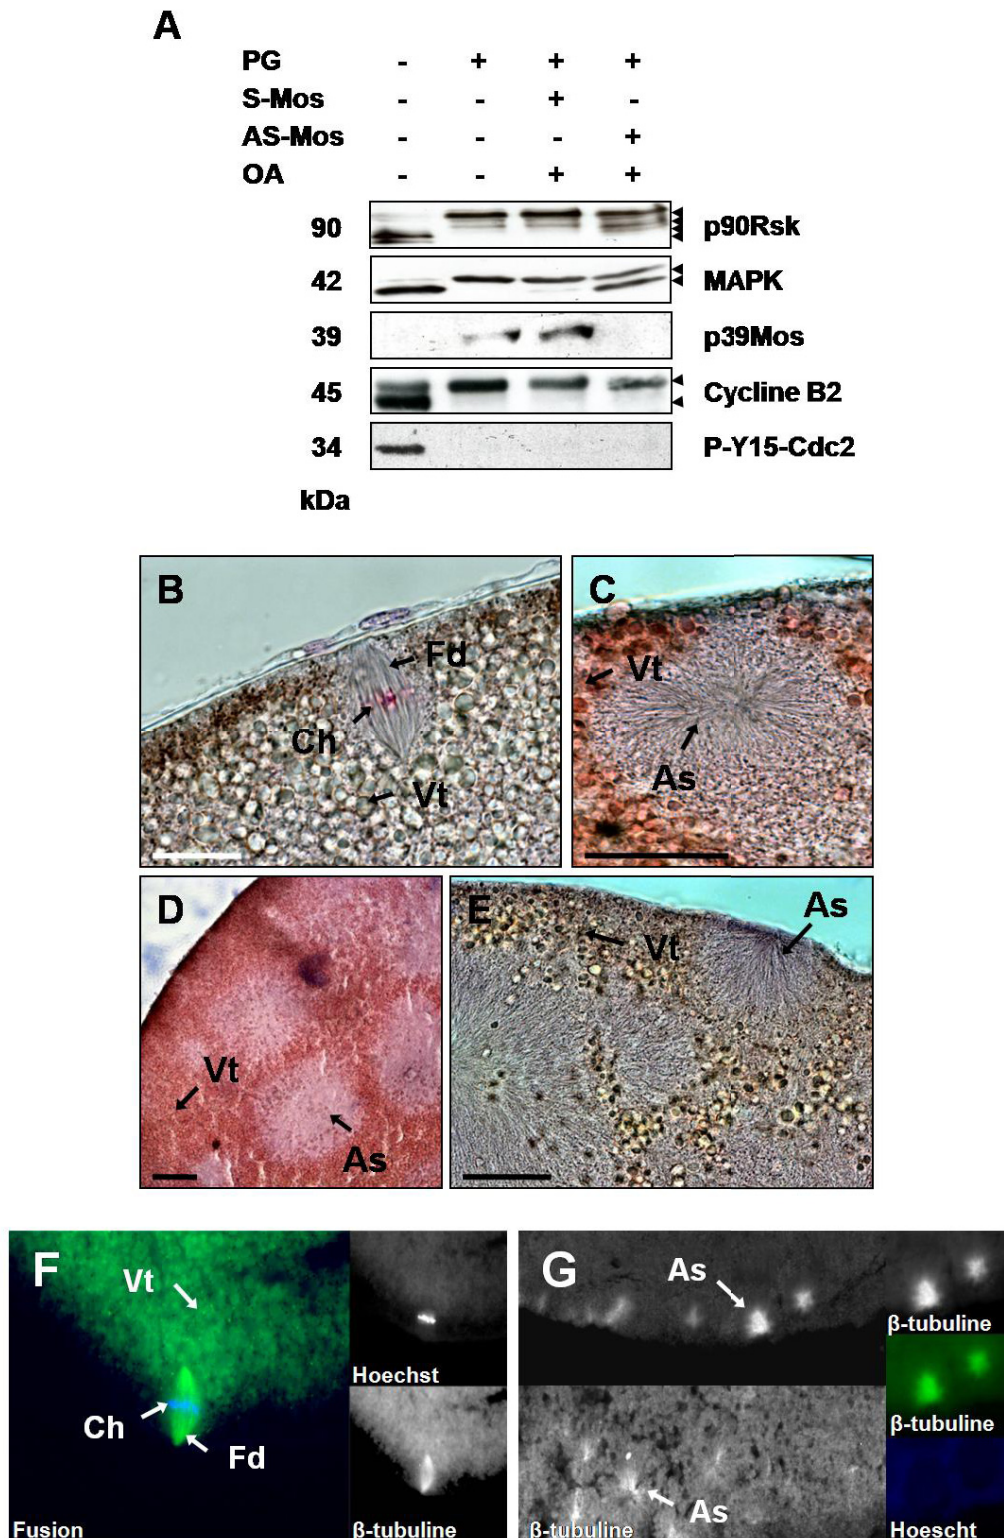 A
PG - + + +
S-Mos - - + -
AS-Mos - - - +
OA - - + +
90 p90Rsk
42 MAPK
39 p39Mos
45 Cycline B2
34 P-Y15-Cdc2
kDa
B
Fd
Ch
Vt
C
Vt
As
D
Vt
As
E
Vt
As
F
Vt
Ch
Fd
Fusion
Hoechst
β-tubuline
G
As
β-tubuline
β-tubuline
As
β-tubuline
Hoescht